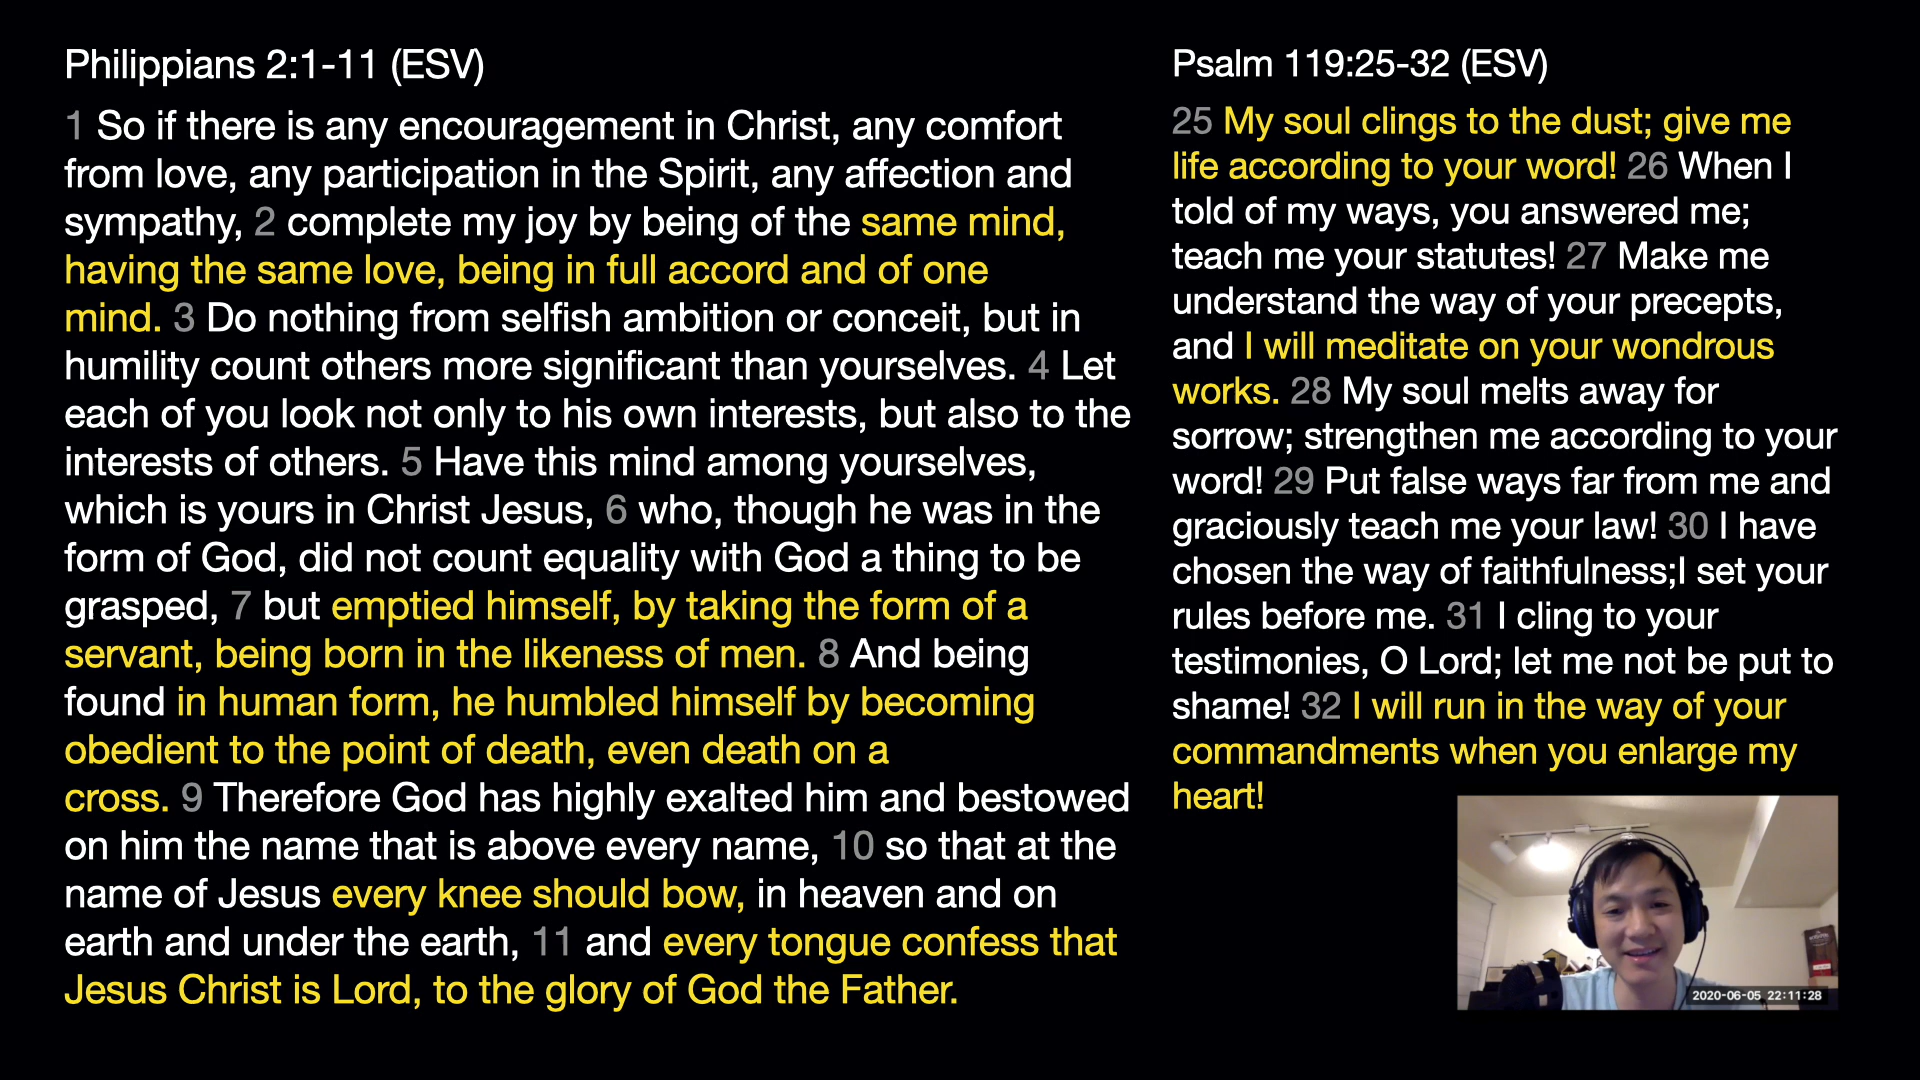 Philippians 2:1-11 (ESV)
1 So if there is any encouragement in Christ, any comfort
from love, any participation in the Spirit, any affection and
sympathy, 2 complete my joy by being of the same mind,
having the same love, being in full accord and of one
mind. 3 Do nothing from selfish ambition or conceit, but in
humility count others more significant than yourselves. 4 Let
each of you look not only to his own interests, but also to the
interests of others. 5 Have this mind among yourselves,
which is yours in Christ Jesus, 6 who, though he was in the
form of God, did not count equality with God a thing to be
grasped, 7 but emptied himself, by taking the form of a
servant, being born in the likeness of men. 8 And being
found in human form, he humbled himself by becoming
obedient to the point of death, even death on a
cross. 9 Therefore God has highly exalted him and bestowed
on him the name that is above every name, 10 so that at the
name of Jesus every knee should bow, in heaven and on
earth and under the earth, 11 and every tongue confess that
Jesus Christ is Lord, to the glory of God the Father.
Psalm 119:25-32 (ESV)
25 My soul clings to the dust; give me
life according to your word! 26 When I
told of my ways, you answered me;
teach me your statutes! 27 Make me
understand the way of your precepts,
and I will meditate on your wondrous
works. 28 My soul melts away for
sorrow; strengthen me according to your
word! 29 Put false ways far from me and
graciously teach me your law! 30 I have
chosen the way of faithfulness;I set your
rules before me. 31 I cling to your
testimonies, O Lord; let me not be put to
shame! 32 I will run in the way of your
commandments when you enlarge my
heart!
2020-06-05 22:11:28